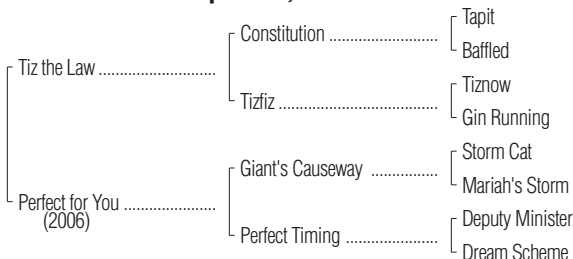 Tapit
Constitution
Baffled
Tiz the Law
Tiznow
Tizfiz
Gin Running
Storm Cat
Giant's Causeway
Mariah's Storm
Perfect for You
(2006)
Deputy Minister
Perfect Timing
Dream Scheme